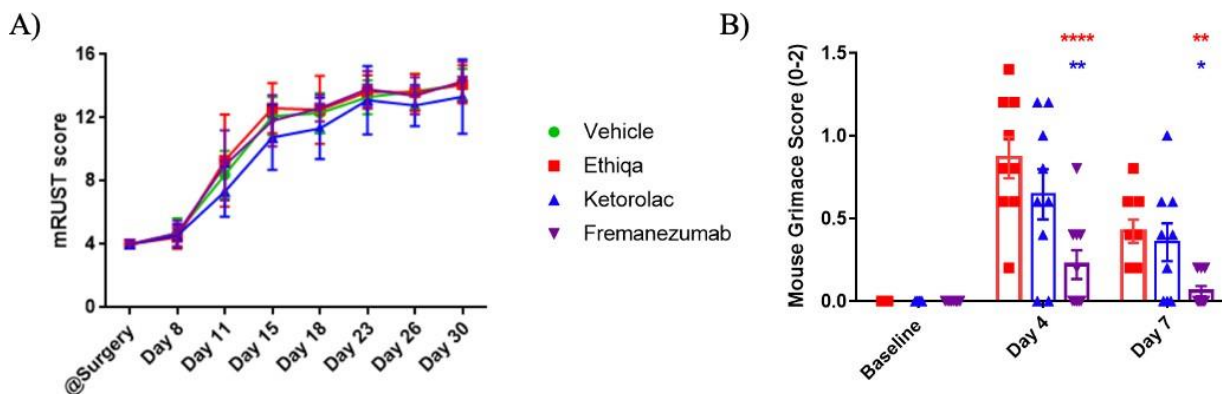 A)
mRUST score
16
12
8
4
0
@Surgery
Day 8
Day 11
Day 15
Day 18
Day 23
Day 26
Day 30
Vehicle
Ethiqa
Ketorolac
Fremanezumab
B)
Mouse Grimace Score (0-2)
1.5
1.0
0.5
0.0
****
**
**
*
Baseline
Day 4
Day 7